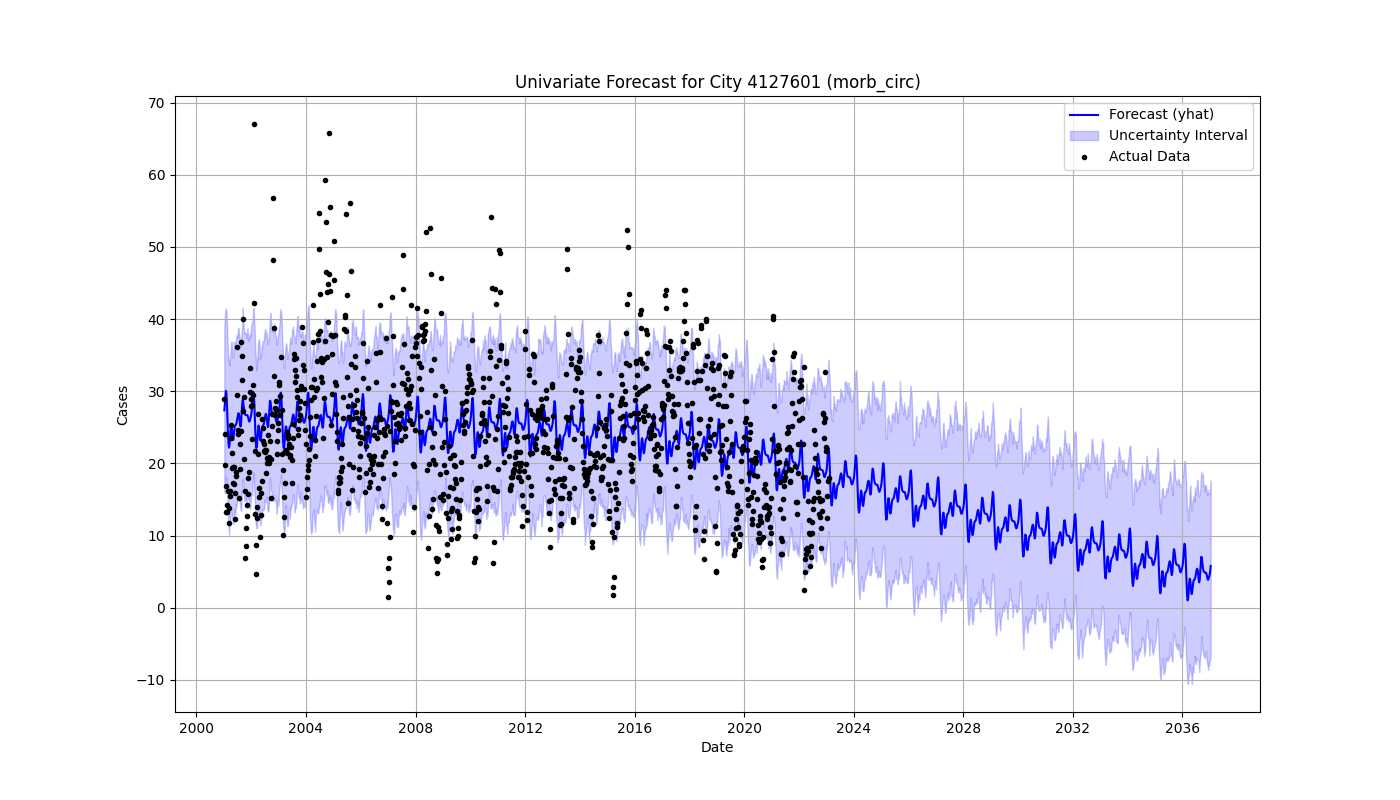 Univariate Forecast for City 4127601 (morb_circ)
70
60
50
40
30
20
10
0
−10
Cases
Forecast (yhat)
Uncertainty Interval
Actual Data
2000 2004 2008 2012 2016 2020 2024 2028 2032 2036
Date